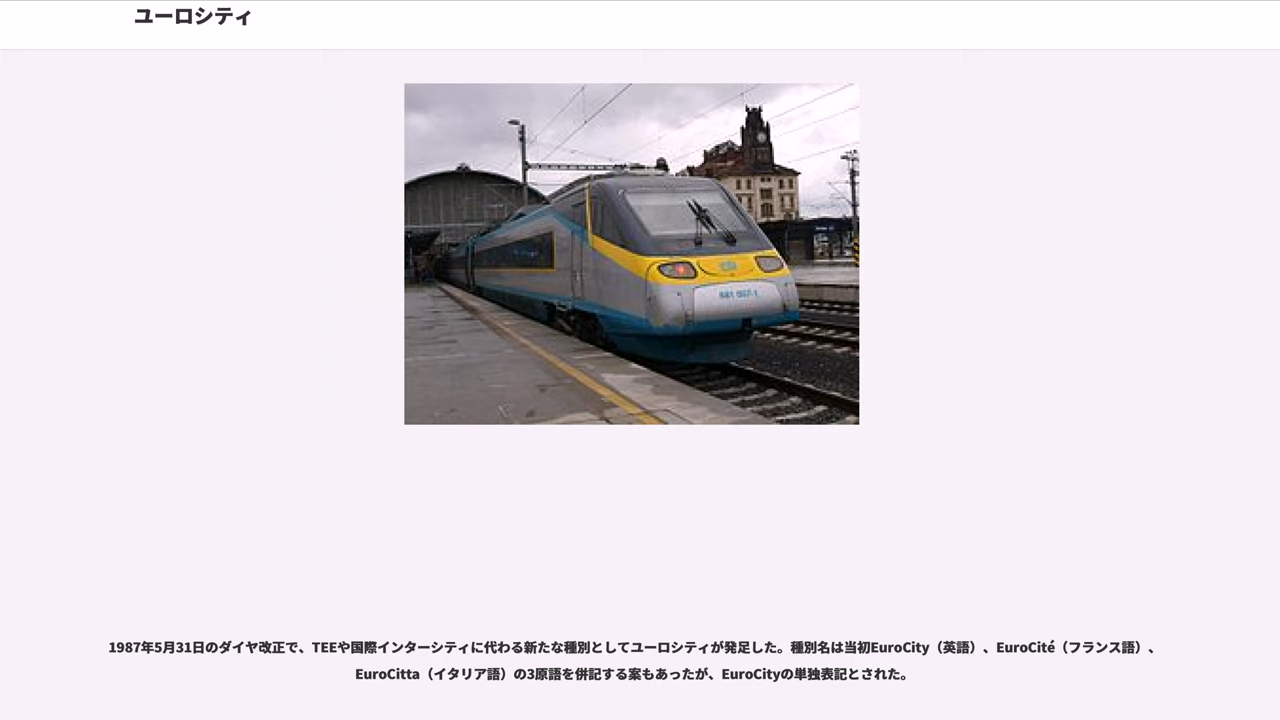 ユーロシティ
1987年5月31日のダイヤ改正で、TEEや国際インターシティに代わる新たな種別としてユーロシティが発足した。種別名は当初EuroCity（英語）、EuroCité（フランス語）、
EuroCitta（イタリア語）の3原語を併記する案もあったが、EuroCityの単独表記とされた。